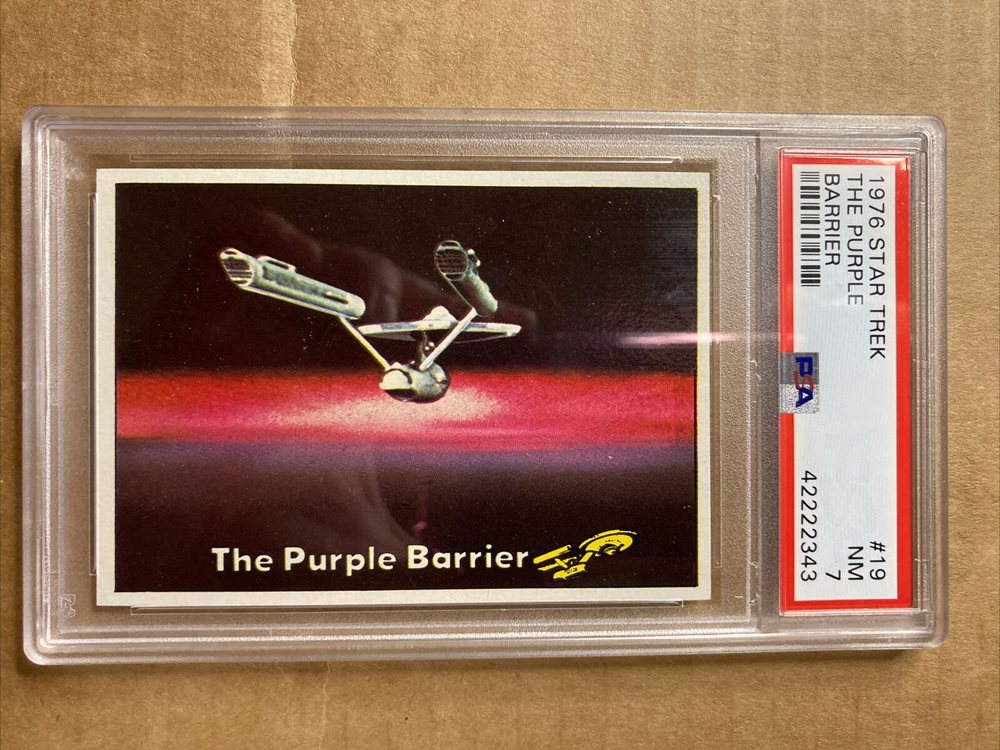 1976 STAR TREK
THE PURPLE
BARRIER
#19
NM
7
PSA
42222343
The Purple Barrier